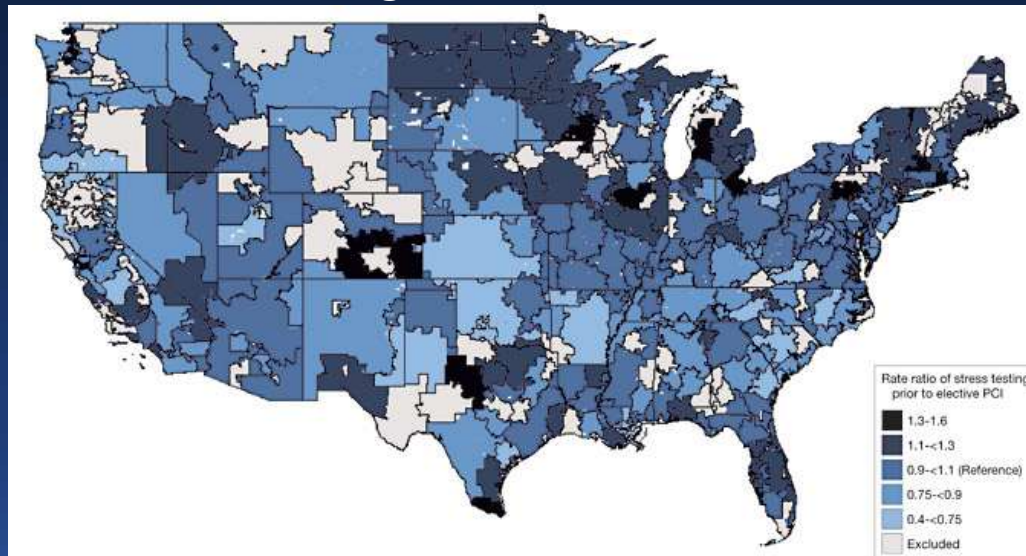 Rate ratio of stress testing
prior to elective PCI
1.3-1.6
1.1-<1.3
0.9-<1.1 (Reference)
0.75-<0.9
0.4-<0.75
Excluded